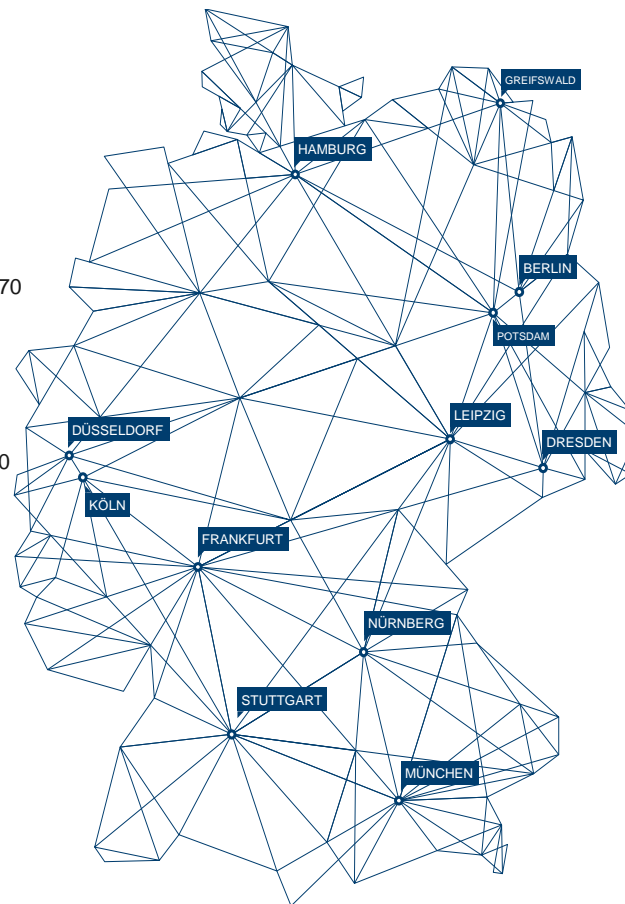 GREIFSWALD
HAMBURG
BERLIN
70
POTSDAM
LEIPZIG
DÜSSELDORF
DRESDEN
0
KÖLN
FRANKFURT
NÜRNBERG
STUTTGART
MÜNCHEN